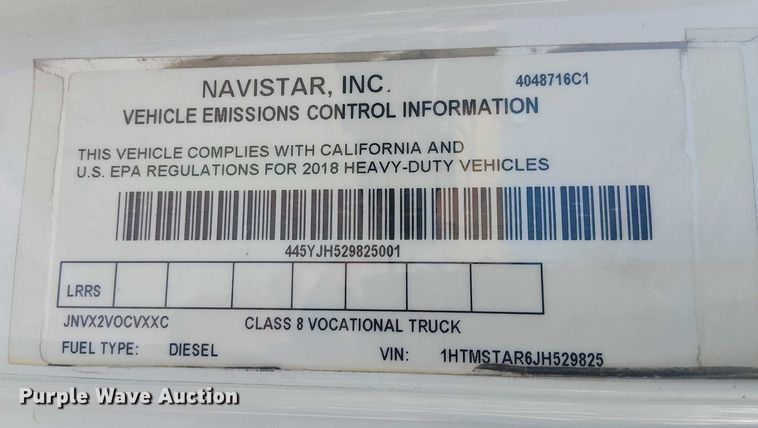 NAVISTAR, INC.
4048716C1
VEHICLE EMISSIONS CONTROL INFORMATION
THIS VEHICLE COMPLIES WITH CALIFORNIA AND
U.S. EPA REGULATIONS FOR 2018 HEAVY-DUTY VEHICLES
445YJH529825001
LRRS
JNVX2VOCVXXC CLASS 8 VOCATIONAL TRUCK
FUEL TYPE: DIESEL VIN: 1HTMSTAR6JH529825
Purple Wave Auction